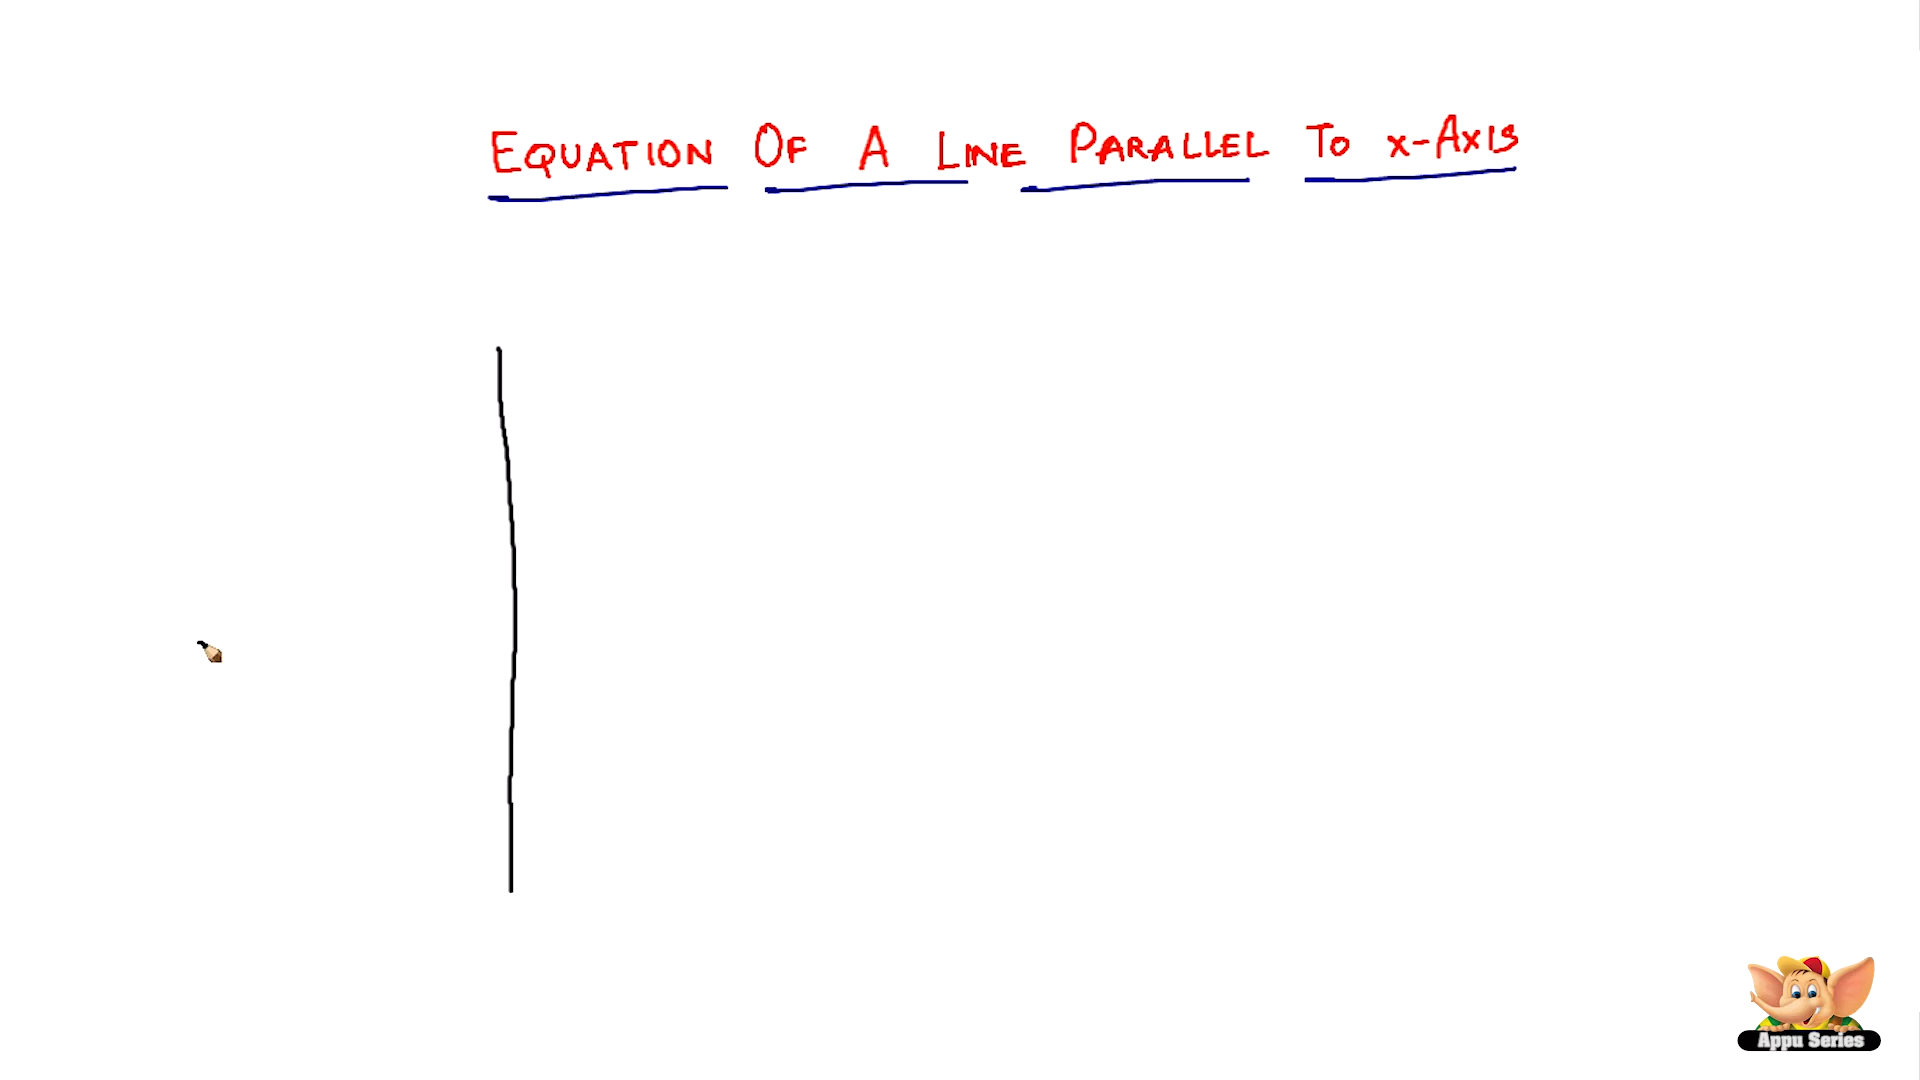 EQUATION OF A LINE PARALLEL TO x-AXIS
Appu Series